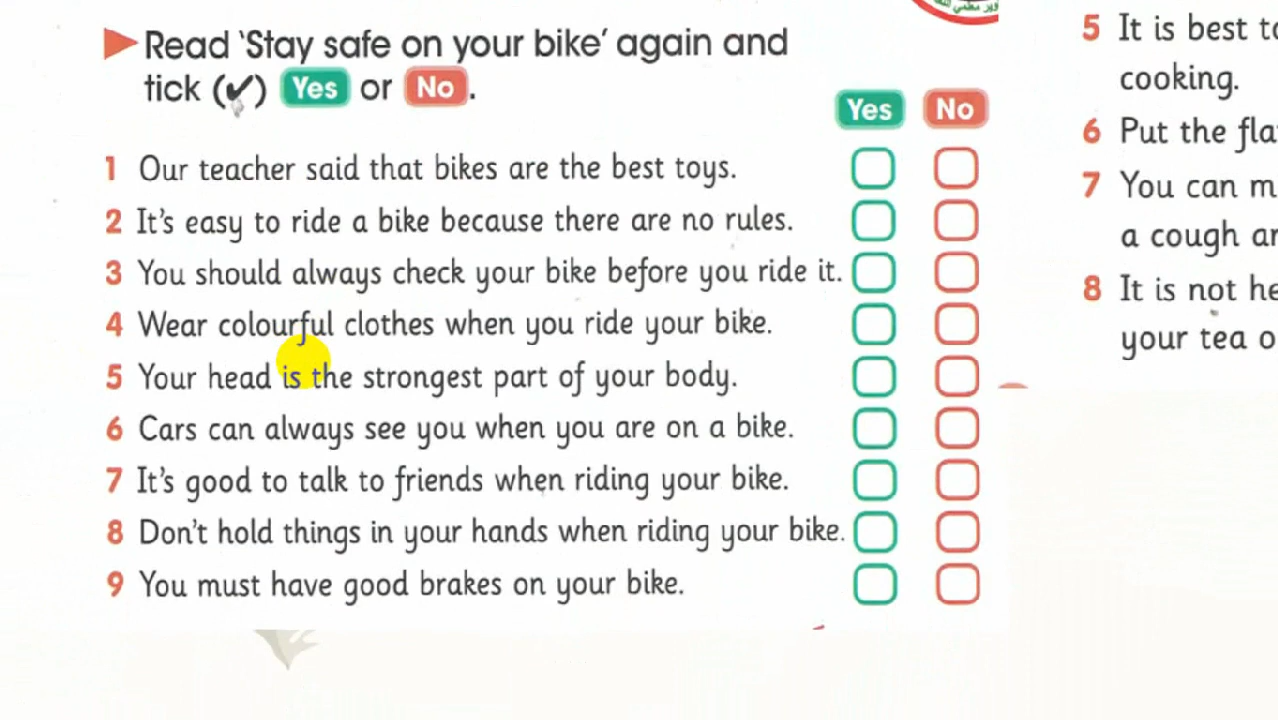 Read ‘Stay safe on your bike’ again and
tick (✔) Yes or No.
Yes No
1 Our teacher said that bikes are the best toys.
2 It's easy to ride a bike because there are no rules.
3 You should always check your bike before you ride it.
4 Wear colourful clothes when you ride your bike.
5 Your head is the strongest part of your body.
6 Cars can always see you when you are on a bike.
7 It's good to talk to friends when riding your bike.
8 Don't hold things in your hands when riding your bike.
9 You must have good brakes on your bike.
5 It is best
cooking.
6 Put the
7 You can
a cough
8 It is not
your tea